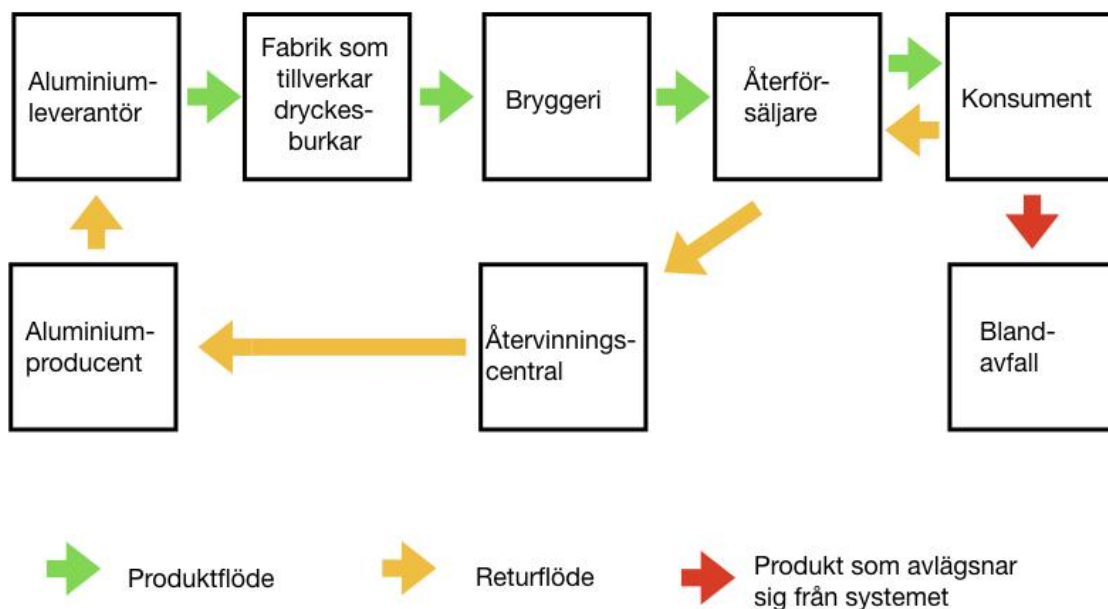 Aluminium-
leverantör
Fabrik som
tillverkar
dryckes-
burkar
Bryggeri
Återför-
säljare
Konsument
Aluminium-
producent
Återvinnings-
central
Bland-
avfall
Produktflöde
Returflöde
Produkt som avlägsnar
sig från systemet